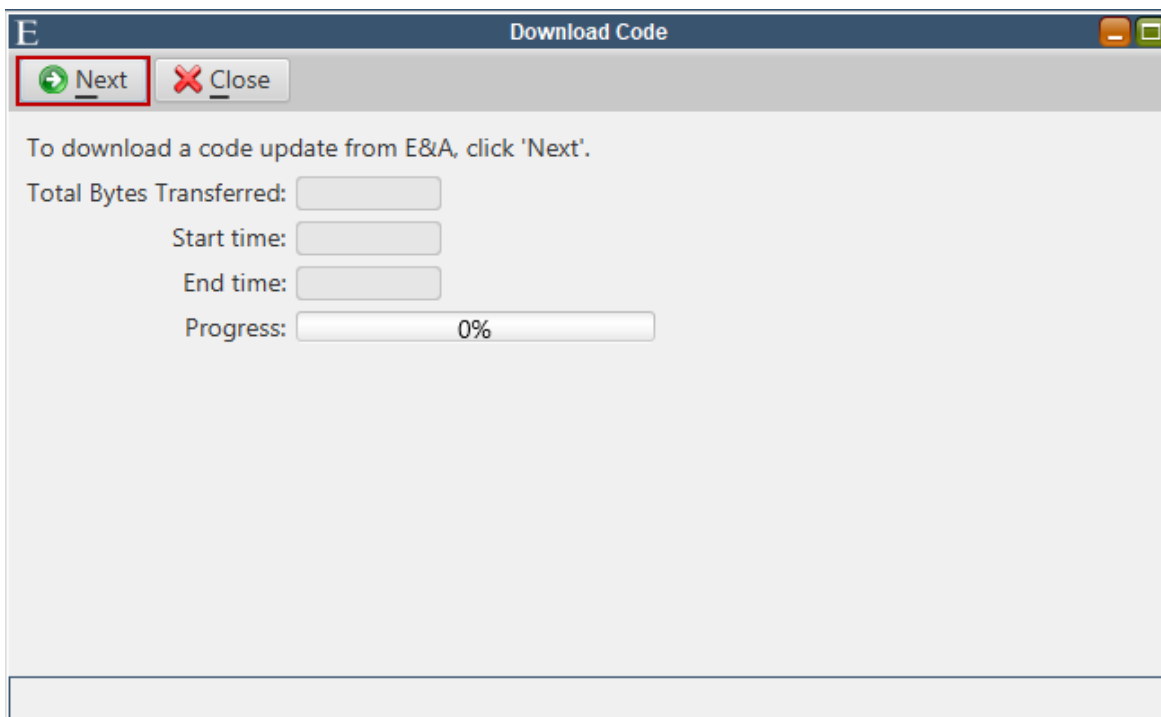 E Download Code
Next Close
To download a code update from E&A, click 'Next'.
Total Bytes Transferred:
Start time:
End time:
Progress: 0%